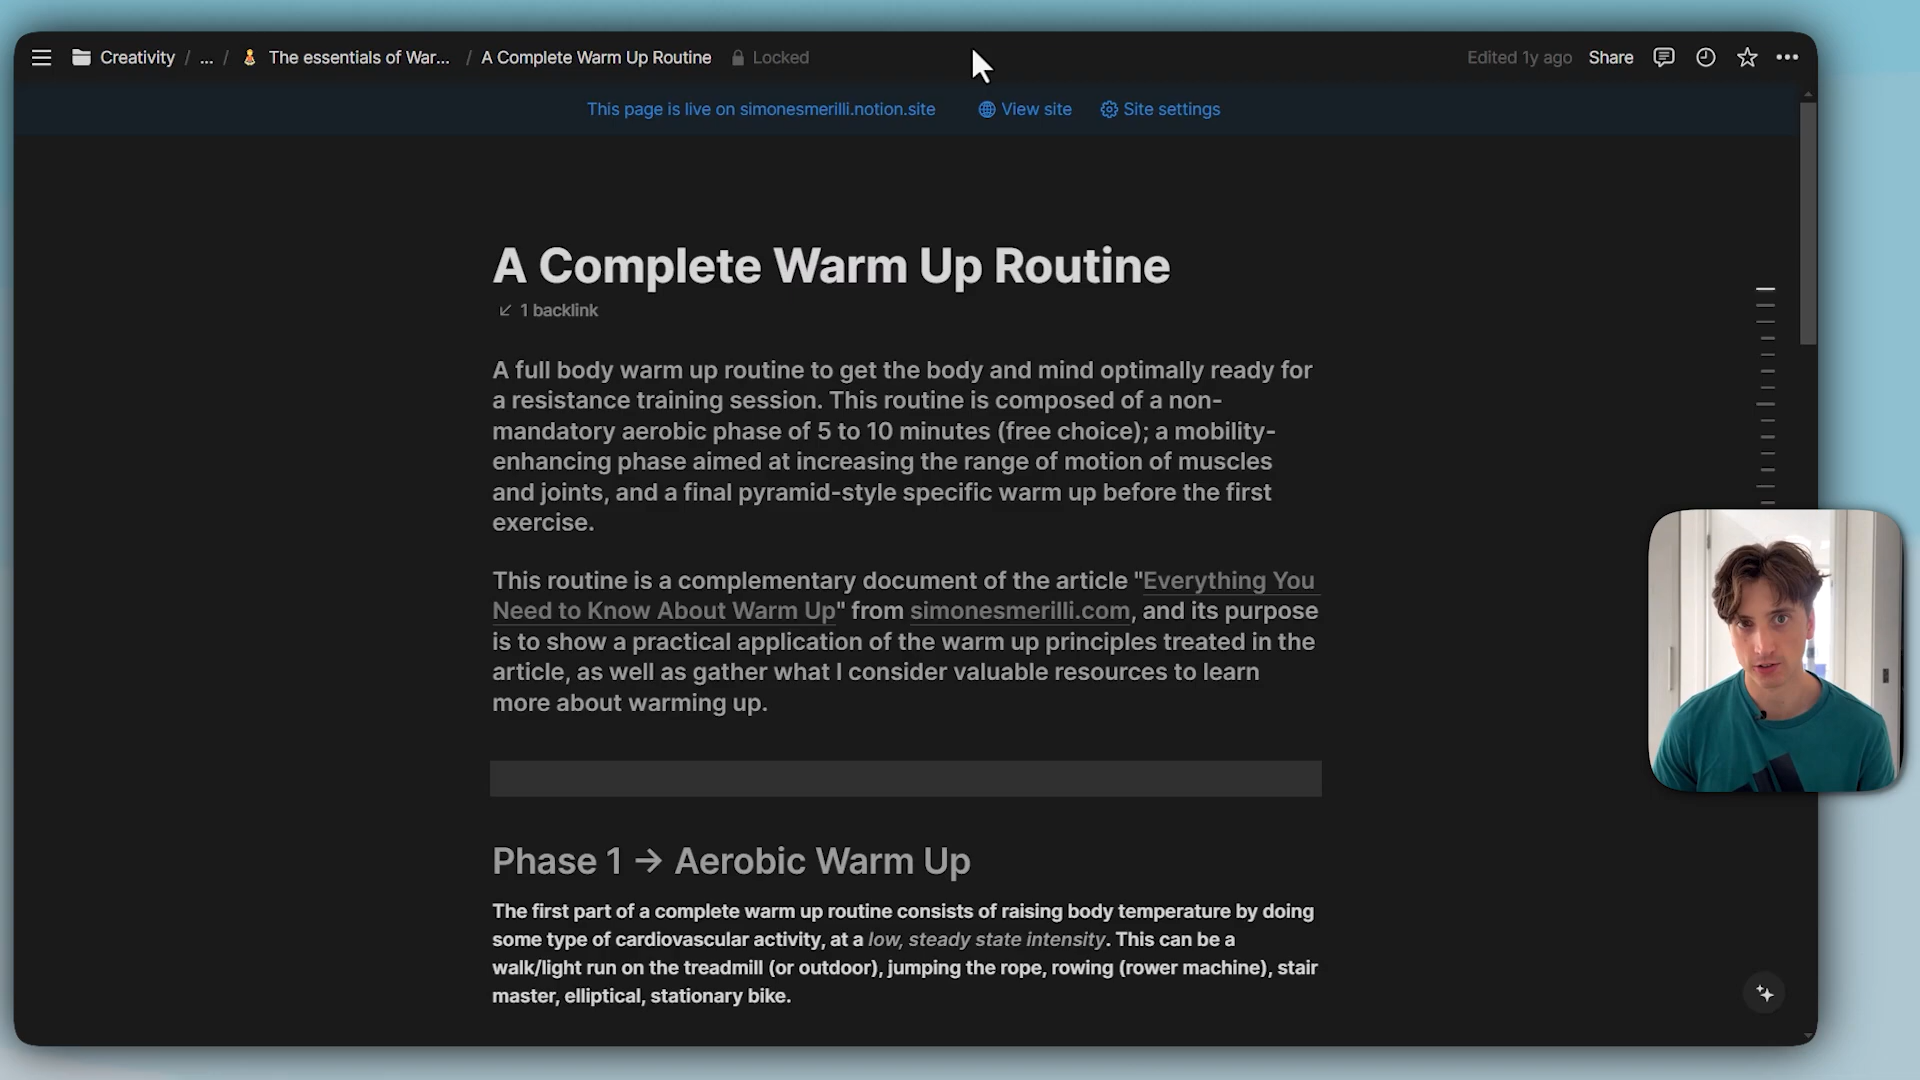 Creativity / ... / The essentials of War... / A Complete Warm Up Routine Locked Edited 1y ago Share
This page is live on simonesmerilli.notion.site View site Site settings
A Complete Warm Up Routine
↙ 1 backlink
A full body warm up routine to get the body and mind optimally ready for
a resistance training session. This routine is composed of a non-
mandatory aerobic phase of 5 to 10 minutes (free choice); a mobility-
enhancing phase aimed at increasing the range of motion of muscles
and joints, and a final pyramid-style specific warm up before the first
exercise.
This routine is a complementary document of the article "Everything You
Need to Know About Warm Up" from simonesmerilli.com, and its purpose
is to show a practical application of the warm up principles treated in the
article, as well as gather what I consider valuable resources to learn
more about warming up.
Phase 1 → Aerobic Warm Up
The first part of a complete warm up routine consists of raising body temperature by doing
some type of cardiovascular activity, at a low, steady state intensity. This can be a
walk/light run on the treadmill (or outdoor), jumping the rope, rowing (rower machine), stair
master, elliptical, stationary bike.